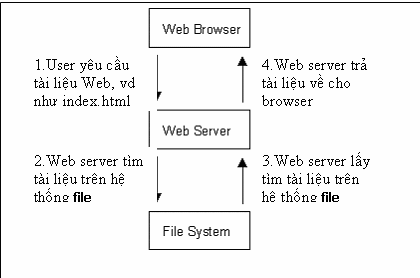 Web Browser
1.User yêu cầu
tài liệu Web, vd
như index.html
4.Web server trả
tài liệu về cho
browser
Web Server
2.Web server tìm
tài liệu trên hệ
thống file
3.Web server lấy
tìm tài liệu trên
hê thống file
File System